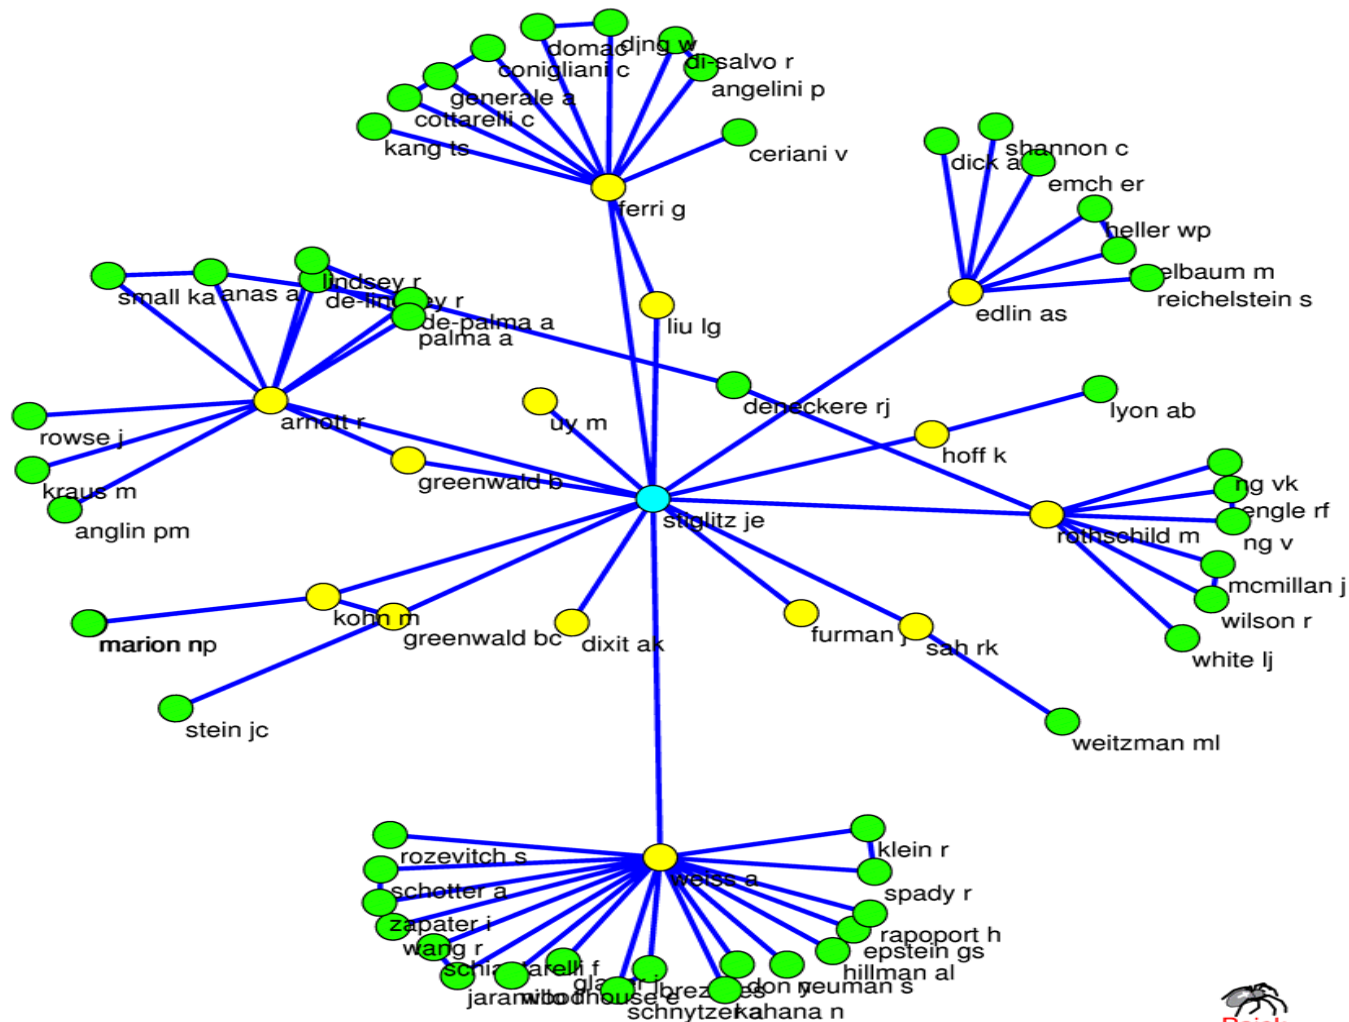 domac
ding w
di-salvo r
conigliani c
angelini p
generale a
cottarelli c
kang ts
ceriani v
ferri g
dick a
shannon c
emch er
heller wp
elbaum m
reichelstein s
edlin as
small ka
anas a
lindsey r
de-palma a
palma a
liu lg
deneckere rj
lyon ab
uy m
hoff k
arnott r
rowse j
greenwald b
kraus m
anglin pm
stiglitz je
rothschild m
ng vk
engle rf
ng v
mcmillan j
wilson r
white lj
kohn m
greenwald bc
dixit ak
furman j
sah rk
marion np
stein jc
weitzman ml
rozevitch s
weiss a
klein r
schotter a
spady r
zapater i
rapoport h
wang r
epstein gs
hillman al
don y
neuman s
schnytzer a
kahana n
Pajek